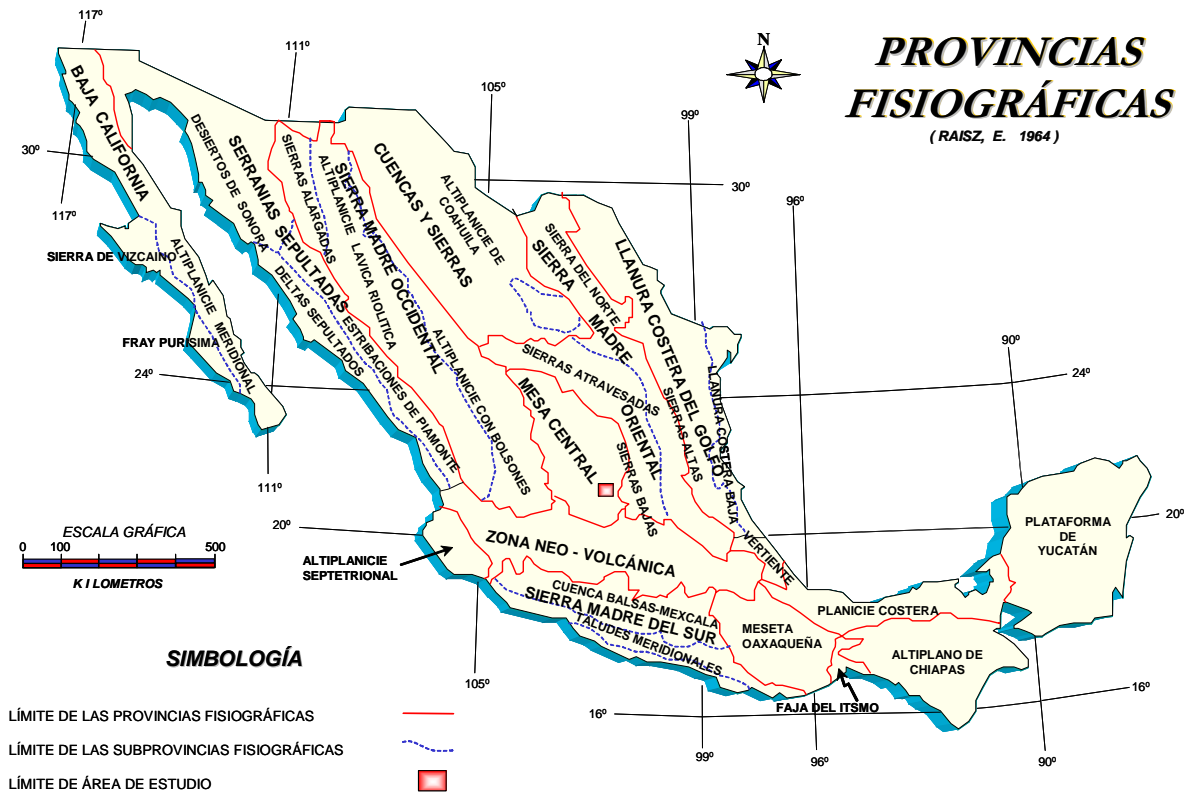 PROVINCIAS
FISIOGRÁFICAS
( RAISZ, E. 1964 )
N
117º
111º
105º
99º
96º
30º
30º
117º
90º
24º
24º
111º
20º
20º
105º
16º
16º
99º
96º
90º
BAJA CALIFORNIA
SIERRA DE VIZCAINO
ALTIPLANICIE MERIDIONAL
FRAY PURISIMA
DESIERTOS DE SONORA
SERRANIAS SEPULTADAS
DELTAS SEPULTADOS
SIERRAS ALARGADAS
ESTRIBACIONES DE PIAMONTE
SIERRA MADRE OCCIDENTAL
ALTIPLANICIE LAVICA RIOLITICA
ALTIPLANICIE CON BOLSONES
CUENCAS Y SIERRAS
ALTIPLANICIE DE
COAHUILA
SIERRA MADRE ORIENTAL
SIERRA DEL NORTE
SIERRAS ATRAVESADAS
SIERRAS BAJAS
SIERRAS ALTAS
LLANURA COSTERA DEL GOLFO
LLANURA COSTERA BAJA
VERTIENTE
MESA CENTRAL
ZONA NEO - VOLCÁNICA
ALTIPLANICIE
SEPTETRIONAL
CUENCA BALSAS-MEXCALA
SIERRA MADRE DEL SUR
TALUDES MERIDIONALES
MESETA
OAXAQUEÑA
PLANICIE COSTERA
ALTIPLANO DE
CHIAPAS
FAJA DEL ITSMO
PLATAFORMA
DE
YUCATÁN
ESCALA GRÁFICA
0 100 500
K I LOMETROS
SIMBOLOGÍA
LÍMITE DE LAS PROVINCIAS FISIOGRÁFICAS
LÍMITE DE LAS SUBPROVINCIAS FISIOGRÁFICAS
LÍMITE DE ÁREA DE ESTUDIO